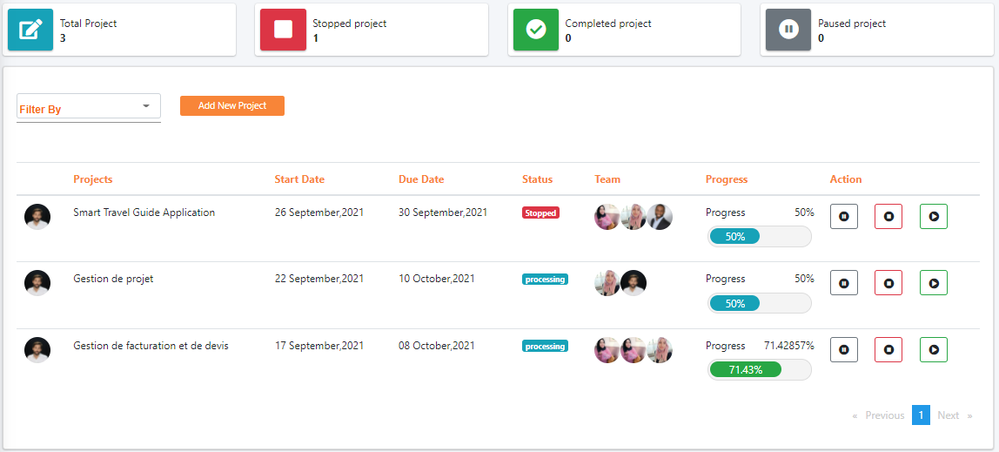 Total Project
3
Stopped project
1
Completed project
0
Paused project
0
Filter By
Add New Project
Projects Start Date Due Date Status Team Progress Action
Smart Travel Guide Application 26 September,2021 30 September,2021 Stopped Progress 50%
50%
Gestion de projet 22 September,2021 10 October,2021 processing Progress 50%
50%
Gestion de facturation et de devis 17 September,2021 08 October,2021 processing Progress 71.42857%
71.43%
« Previous 1 Next »